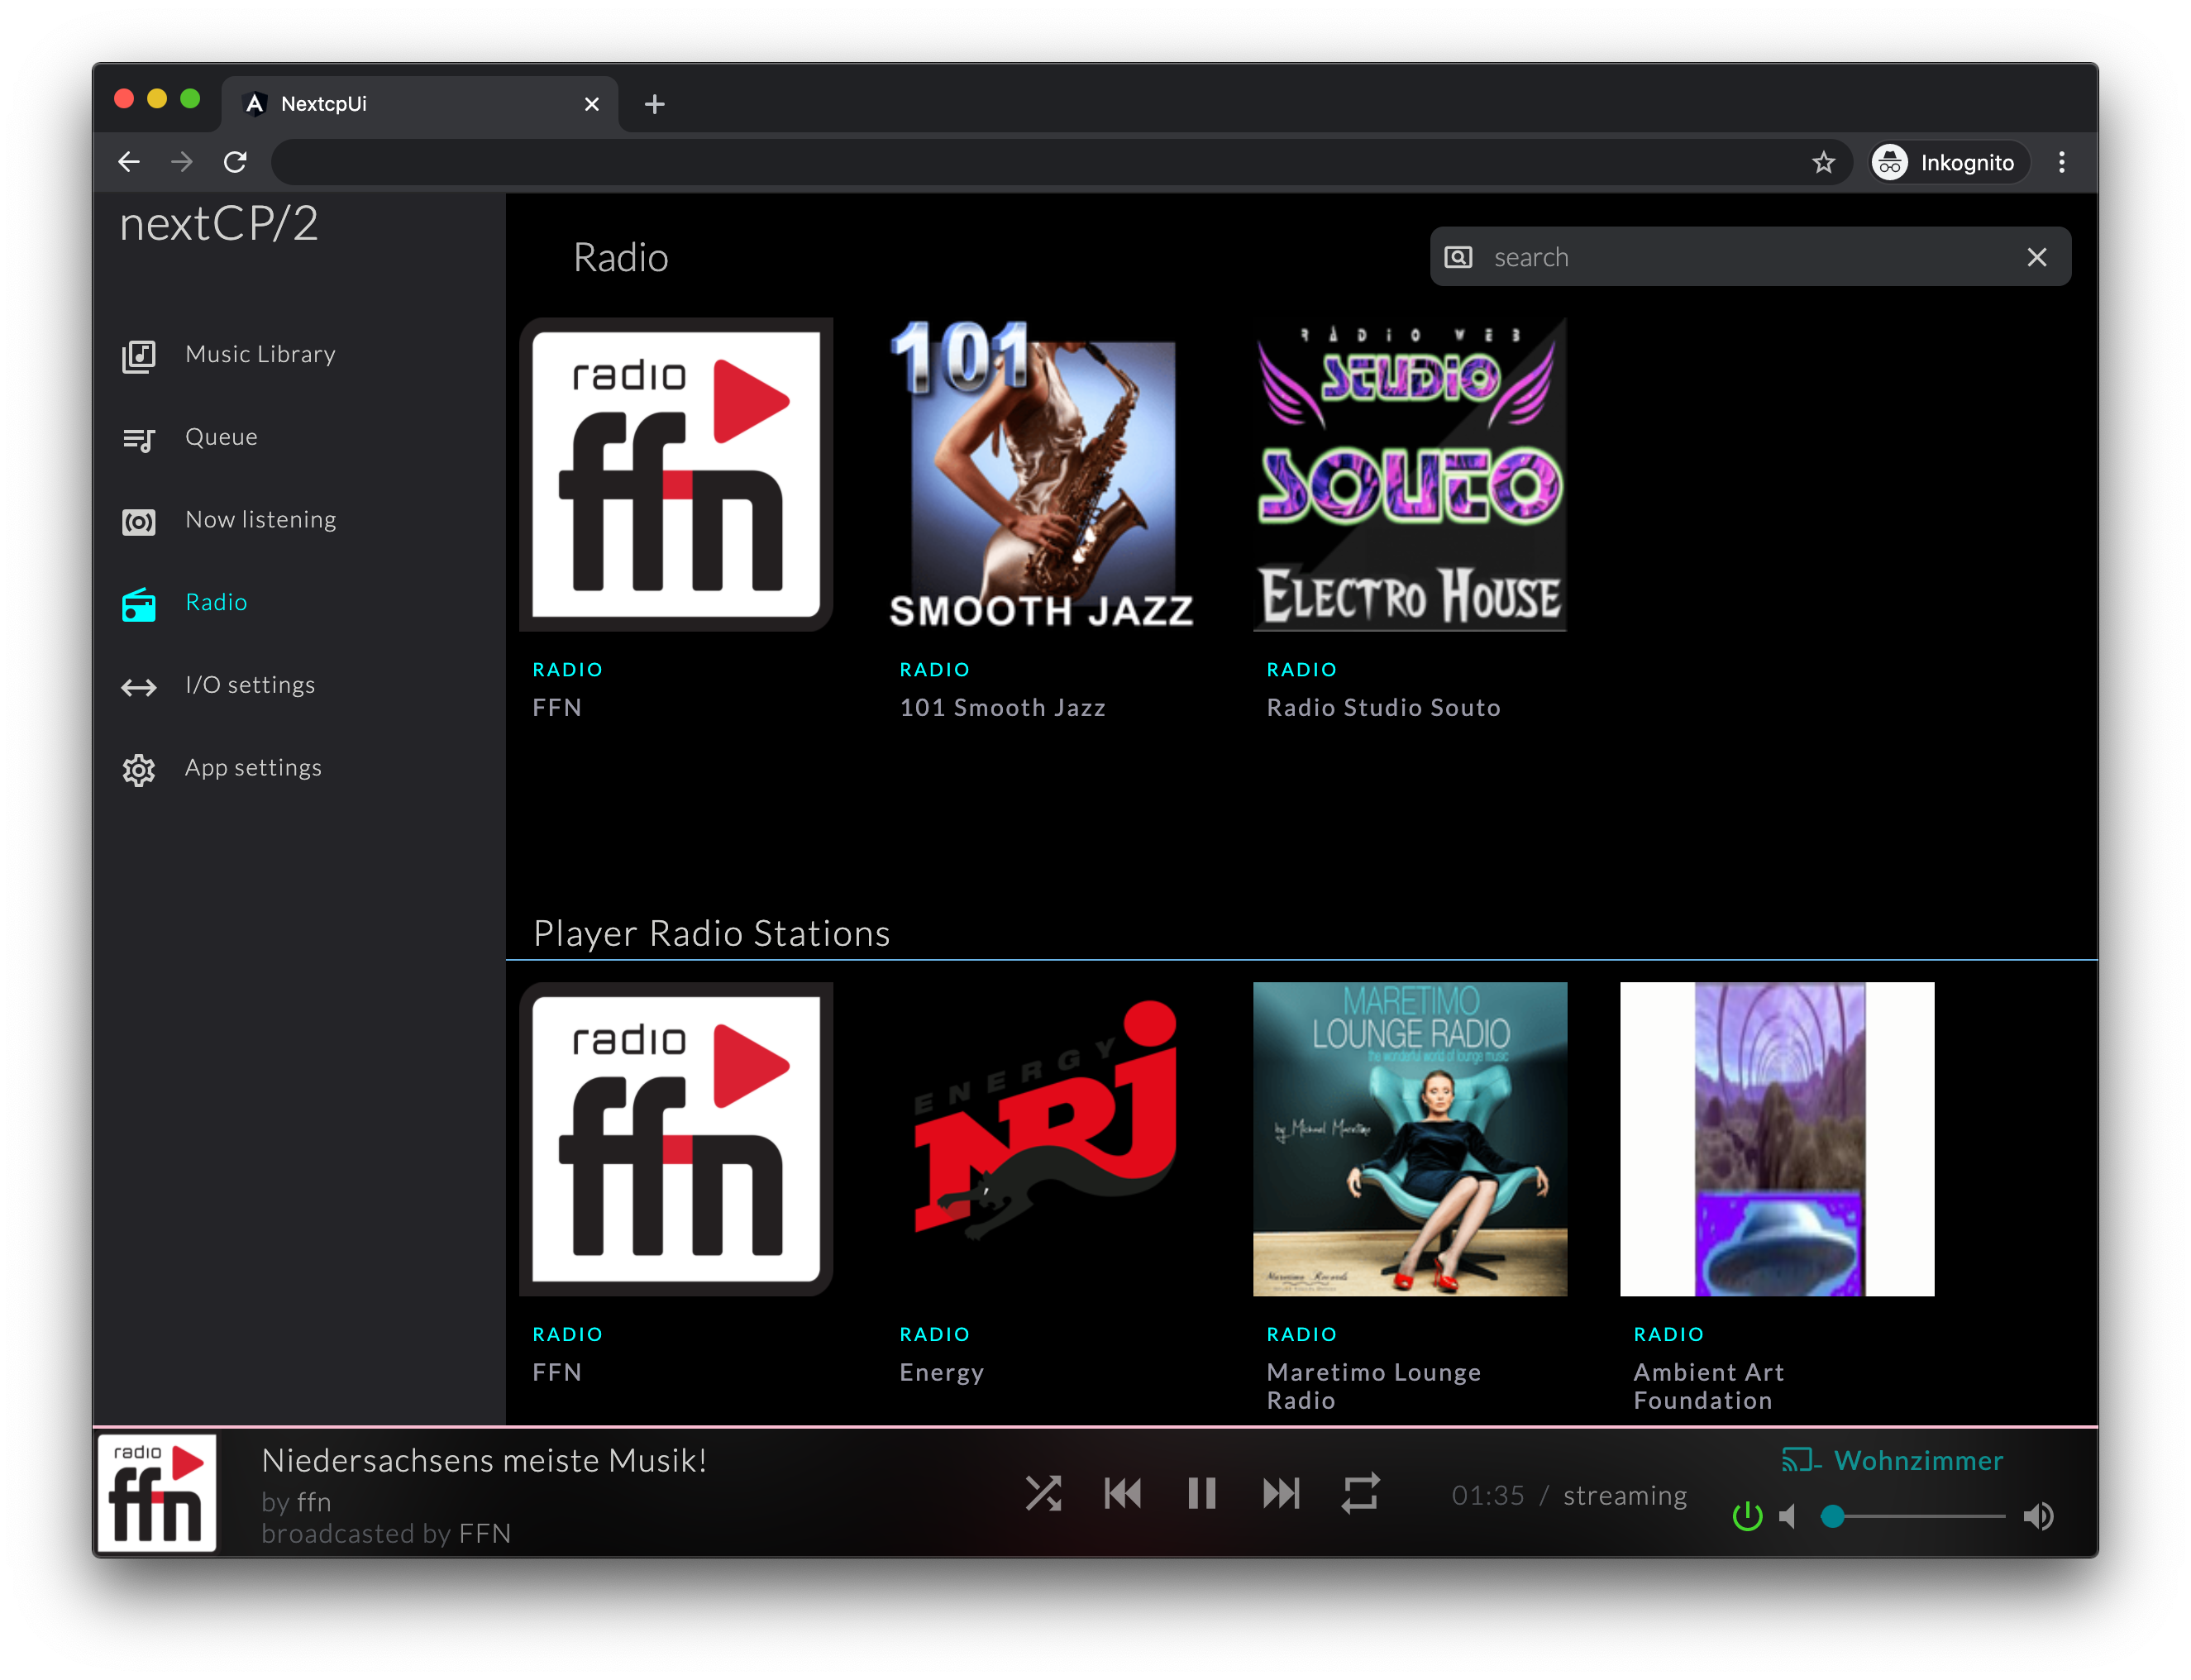 NextcpUi
Inkognito
nextCP/2
Music Library
Queue
Now listening
Radio
I/O settings
App settings
Radio
search
radio
ffn
101
SMOOTH JAZZ
RADIO WEB
STUDIO
SOUTO
ELECTRO HOUSE
RADIO
FFN
RADIO
101 Smooth Jazz
RADIO
Radio Studio Souto
Player Radio Stations
radio
ffn
ENERGY
NRJ
MARETIMO
LOUNGE RADIO
the wonderful world of lounge music
by Michael Maretimo
Maretimo Records
RADIO
FFN
RADIO
Energy
RADIO
Maretimo Lounge
Radio
RADIO
Ambient Art
Foundation
radio
ffn
Niedersachsens meiste Musik!
by ffn
broadcasted by FFN
01:35 / streaming
Wohnzimmer